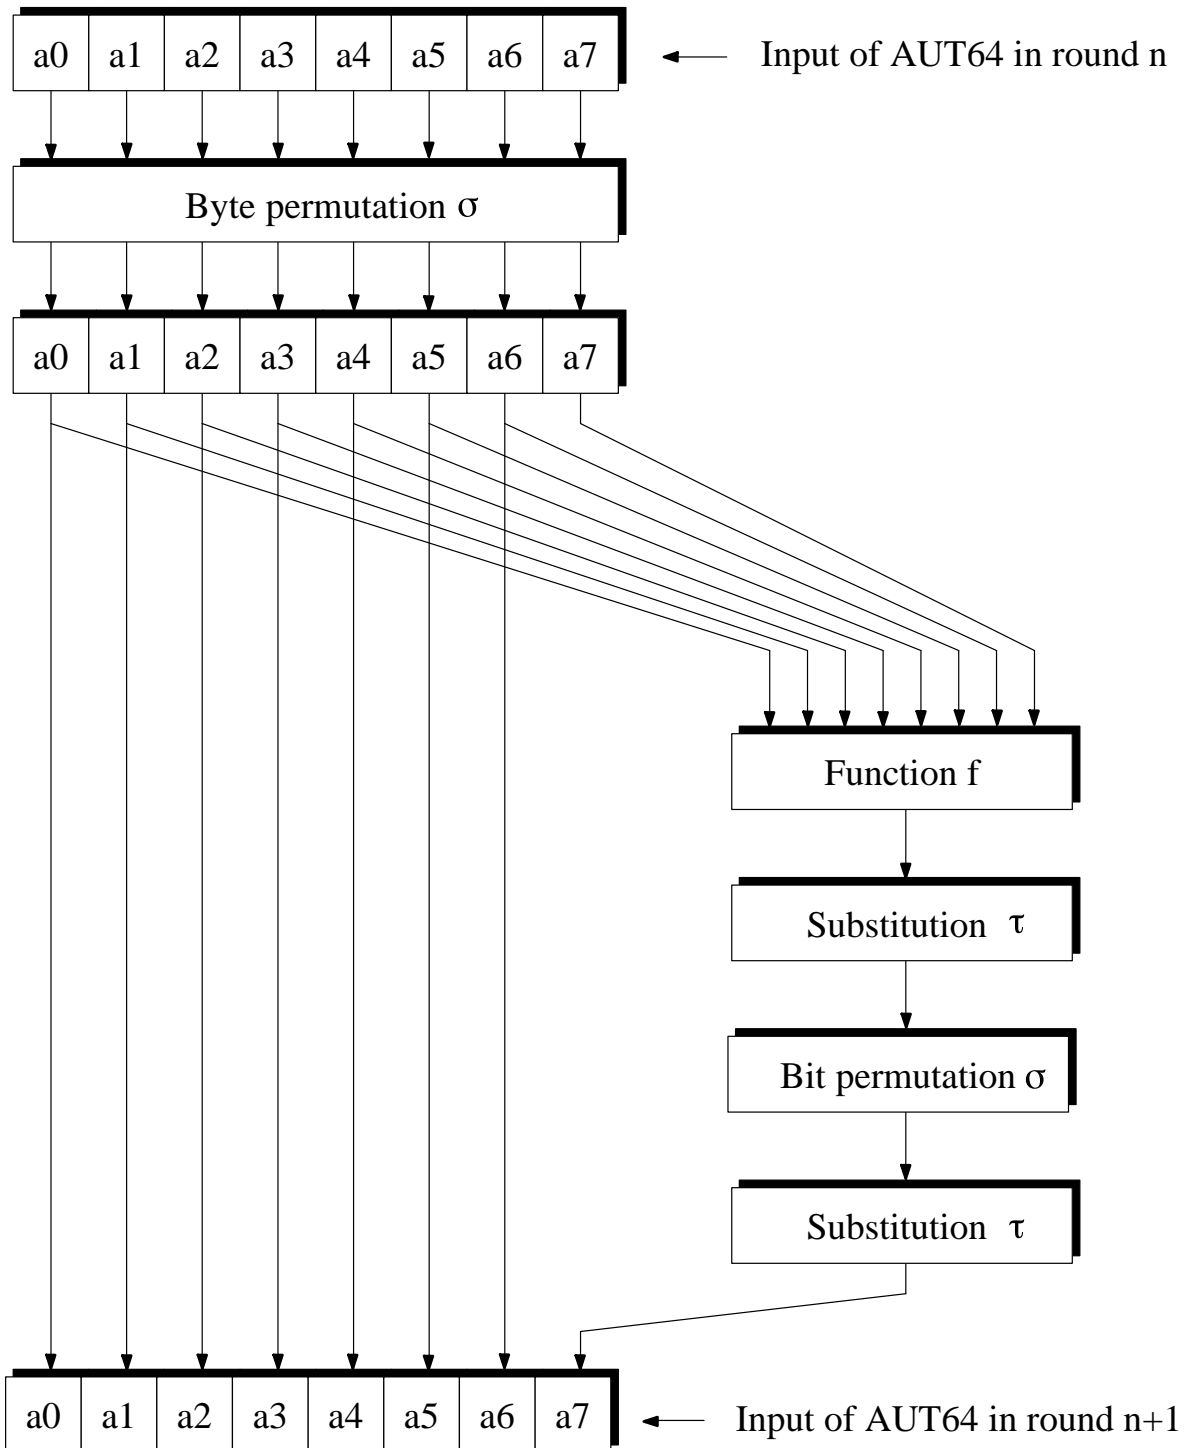 a0 a1 a2 a3 a4 a5 a6 a7 Input of AUT64 in round n
Byte permutation σ
a0 a1 a2 a3 a4 a5 a6 a7
Function f
Substitution τ
Bit permutation σ
Substitution τ
a0 a1 a2 a3 a4 a5 a6 a7 Input of AUT64 in round n+1